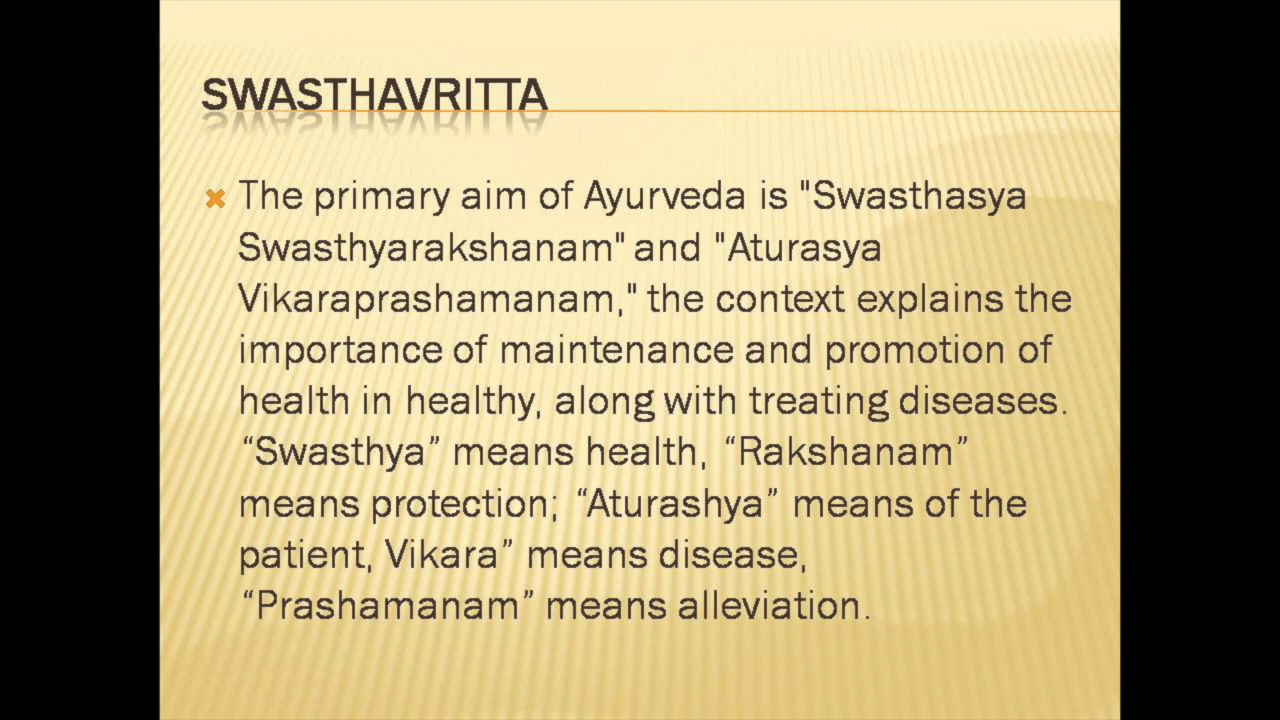 SWASTHAVRITTA
The primary aim of Ayurveda is "Swasthasya
Swasthyarakshanam" and "Aturasya
Vikaraprashamanam," the context explains the
importance of maintenance and promotion of
health in healthy, along with treating diseases.
“Swasthya” means health, “Rakshanam”
means protection; “Aturashya” means of the
patient, Vikara” means disease,
“Prashamanam” means alleviation.